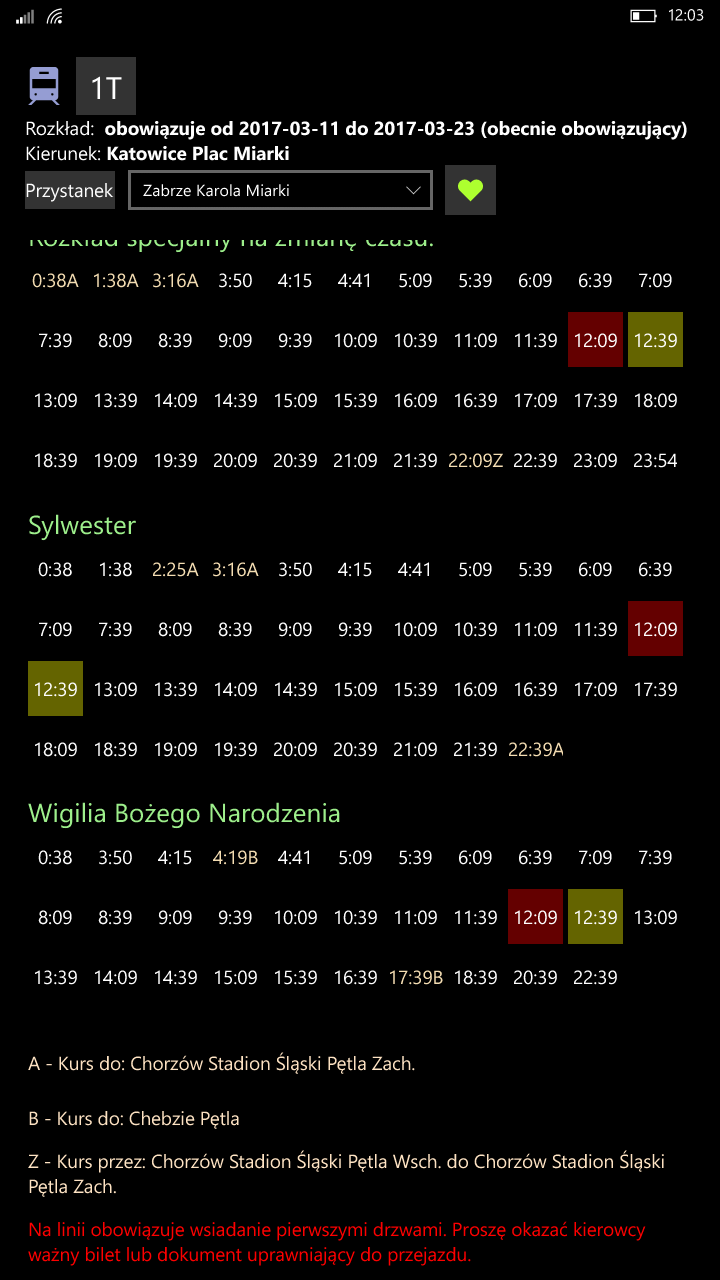 12:03
1T
Rozkład: obowiązuje od 2017-03-11 do 2017-03-23 (obecnie obowiązujący)
Kierunek: Katowice Plac Miarki
Przystanek Zabrze Karola Miarki
Rozkład specjalny na zmianę czasu.
0:38A 1:38A 3:16A 3:50 4:15 4:41 5:09 5:39 6:09 6:39 7:09
7:39 8:09 8:39 9:09 9:39 10:09 10:39 11:09 11:39 12:09 12:39
13:09 13:39 14:09 14:39 15:09 15:39 16:09 16:39 17:09 17:39 18:09
18:39 19:09 19:39 20:09 20:39 21:09 21:39 22:09Z 22:39 23:09 23:54
Sylwester
0:38 1:38 2:25A 3:16A 3:50 4:15 4:41 5:09 5:39 6:09 6:39
7:09 7:39 8:09 8:39 9:09 9:39 10:09 10:39 11:09 11:39 12:09
12:39 13:09 13:39 14:09 14:39 15:09 15:39 16:09 16:39 17:09 17:39
18:09 18:39 19:09 19:39 20:09 20:39 21:09 21:39 22:39A
Wigilia Bożego Narodzenia
0:38 3:50 4:15 4:19B 4:41 5:09 5:39 6:09 6:39 7:09 7:39
8:09 8:39 9:09 9:39 10:09 10:39 11:09 11:39 12:09 12:39 13:09
13:39 14:09 14:39 15:09 15:39 16:39 17:39B 18:39 20:39 22:39
A - Kurs do: Chorzów Stadion Śląski Pętla Zach.
B - Kurs do: Chebzie Pętla
Z - Kurs przez: Chorzów Stadion Śląski Pętla Wsch. do Chorzów Stadion Śląski
Pętla Zach.
Na linii obowiązuje wsiadanie pierwszymi drzwami. Proszę okazać kierowcy
ważny bilet lub dokument uprawniający do przejazdu.